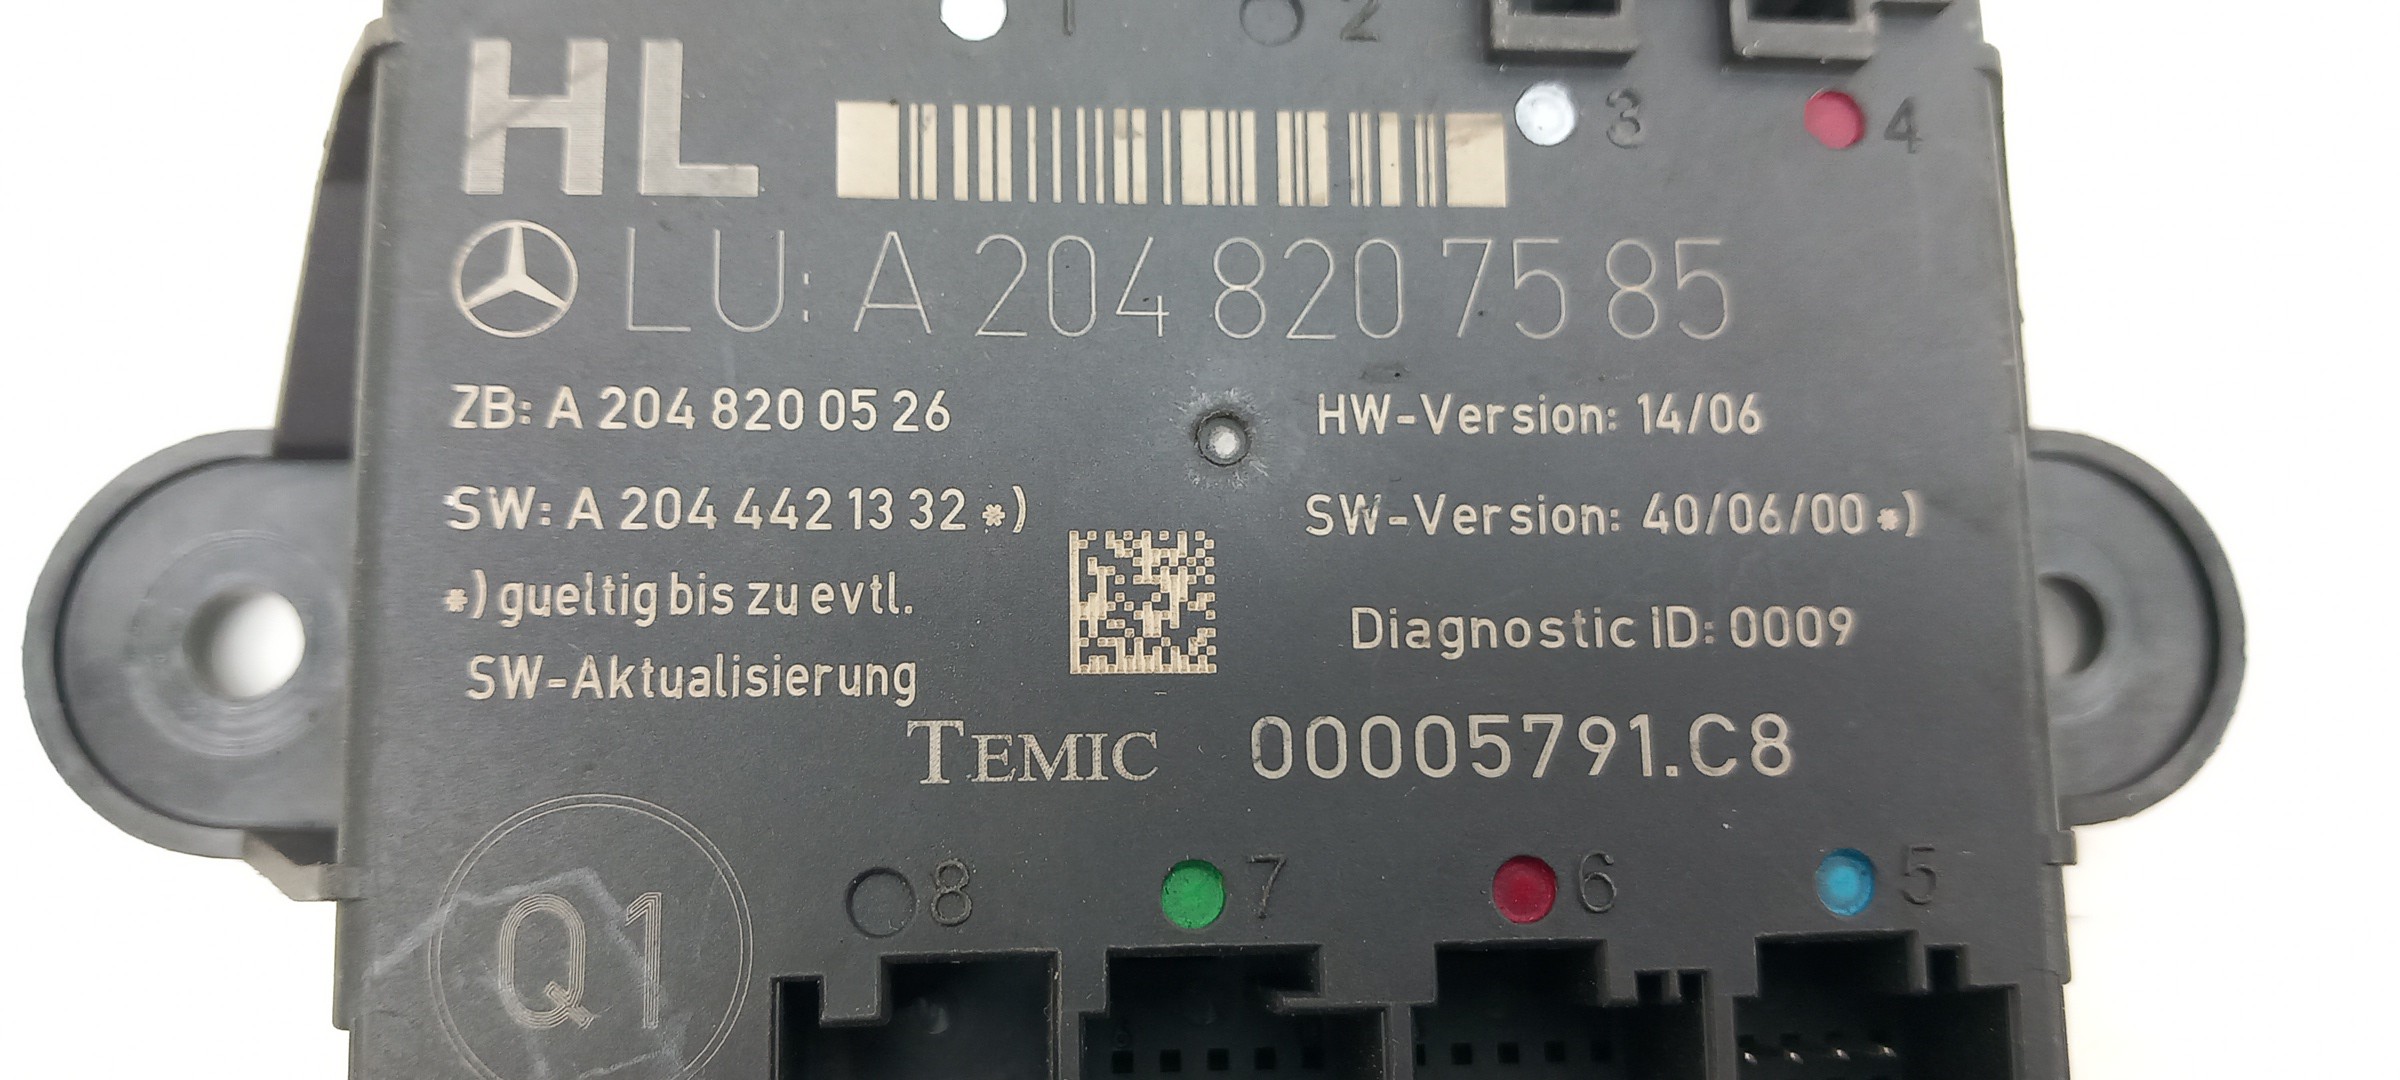 1 2
HL
3 4
LU: A 204 820 75 85
ZB: A 204 820 05 26
HW-Version: 14/06
SW: A 204 442 13 32 *)
SW-Version: 40/06/00 *)
*) gueltig bis zu evtl.
SW-Aktualisierung
Diagnostic ID: 0009
TEMIC 00005791.C8
8 7 6 5
Q1